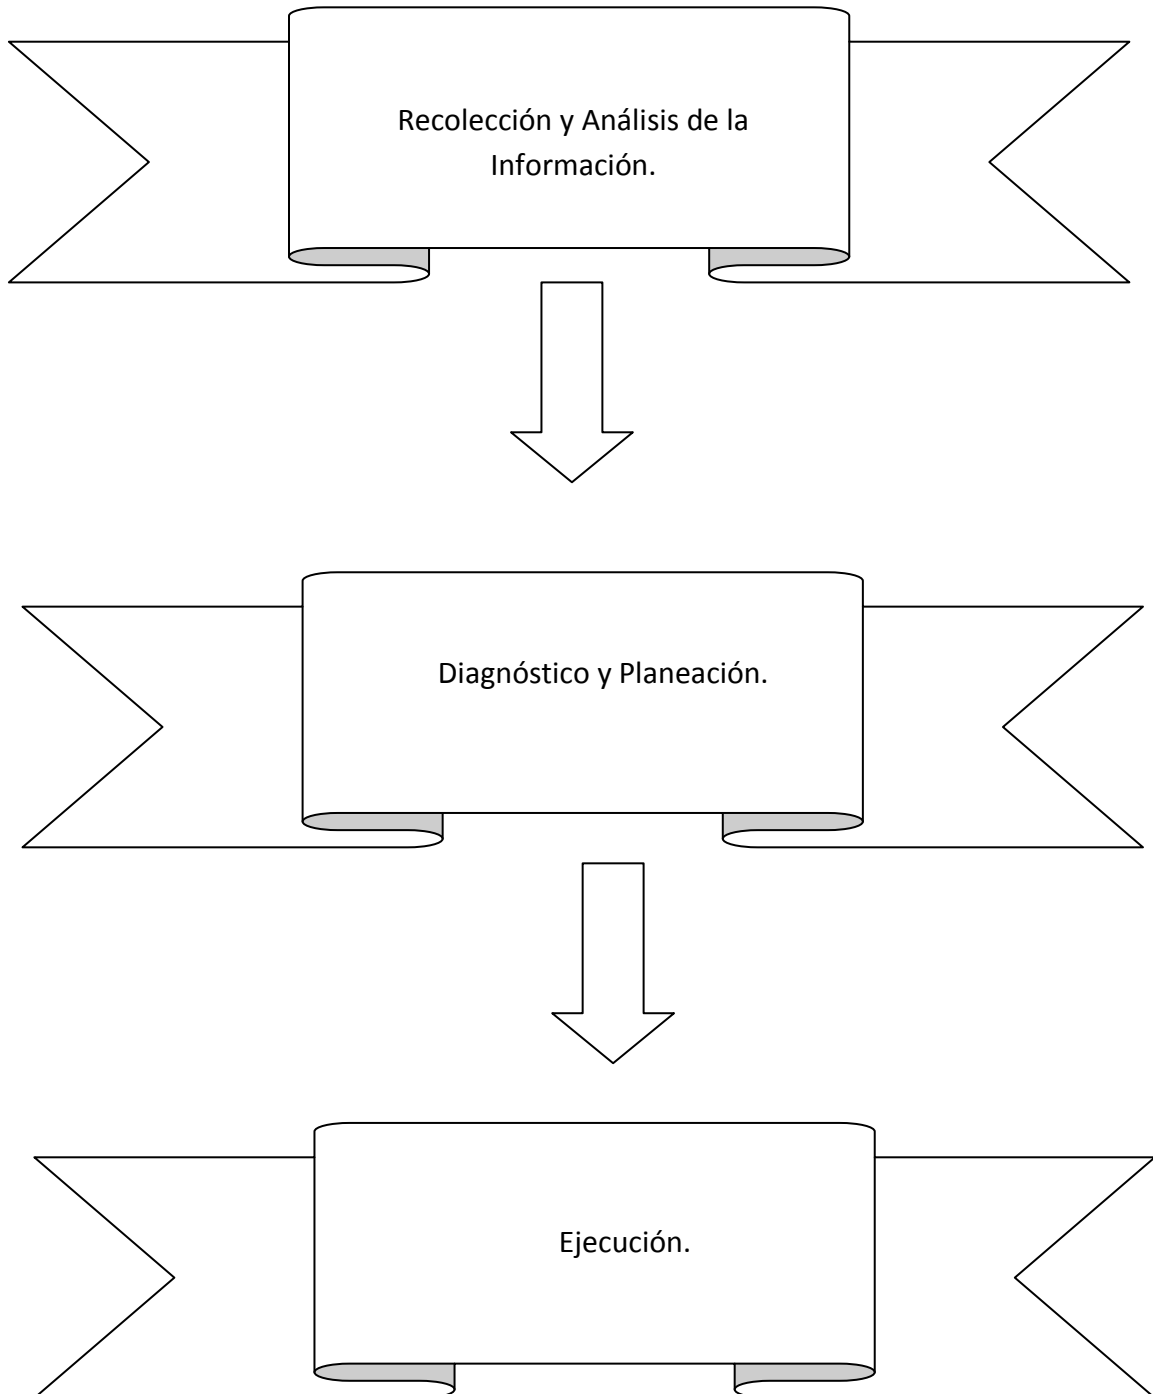 Recolección y Análisis de la
Información.
Diagnóstico y Planeación.
Ejecución.